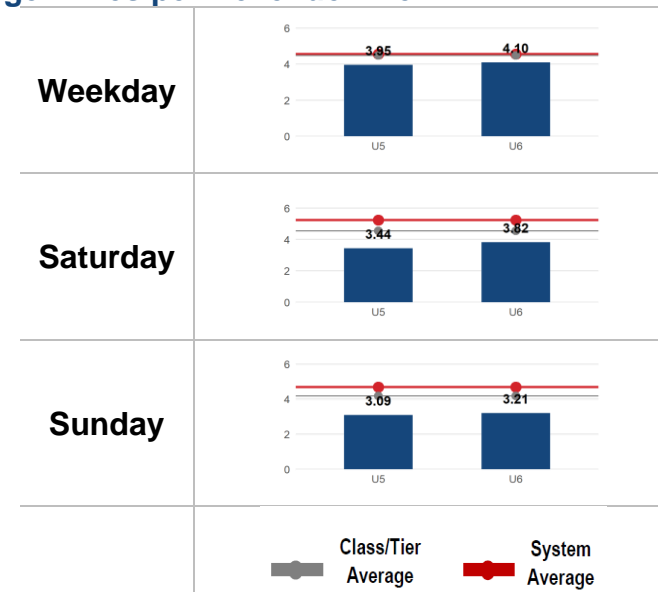 Weekday
6
4
2
0
3.95
4.10
U5
U6
Saturday
6
4
2
0
3.44
3.82
U5
U6
Sunday
6
4
2
0
3.09
3.21
U5
U6
Class/Tier
Average
System
Average